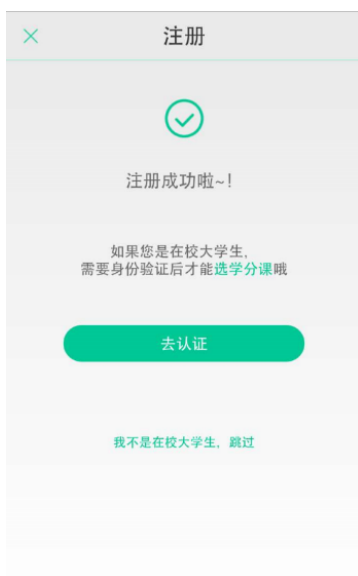 注册
注册成功啦~!
如果您是在校大学生,
需要身份验证后才能选学分课哦
去认证
我不是在校大学生, 跳过